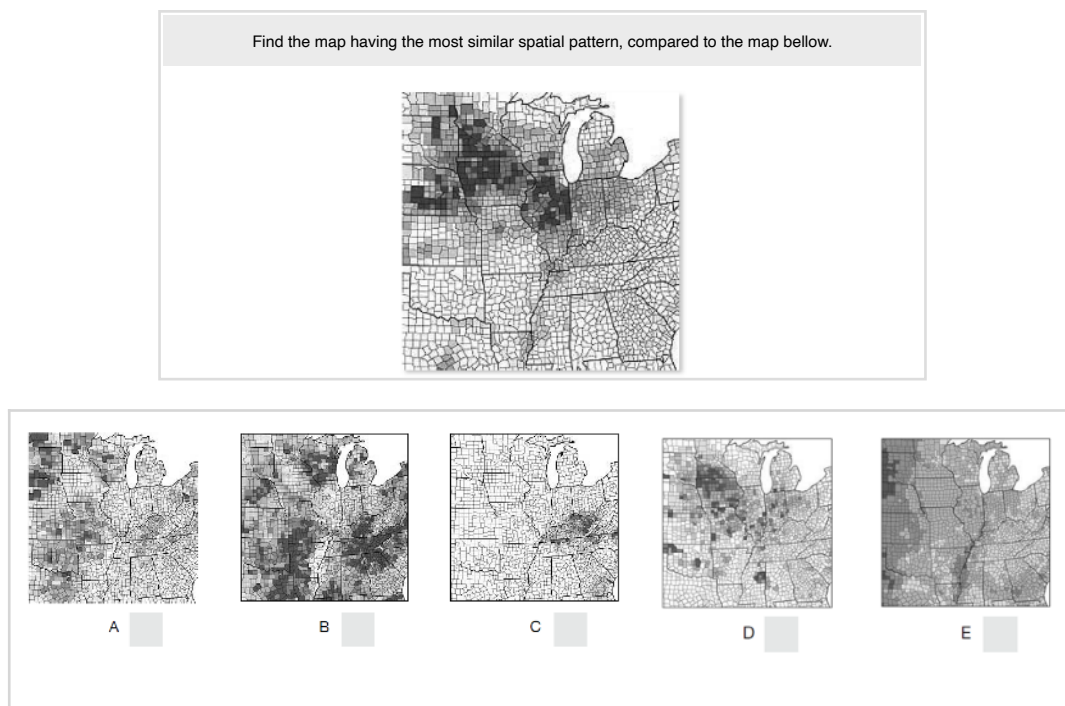 Find the map having the most similar spatial pattern, compared to the map bellow.
A
B
C
D
E